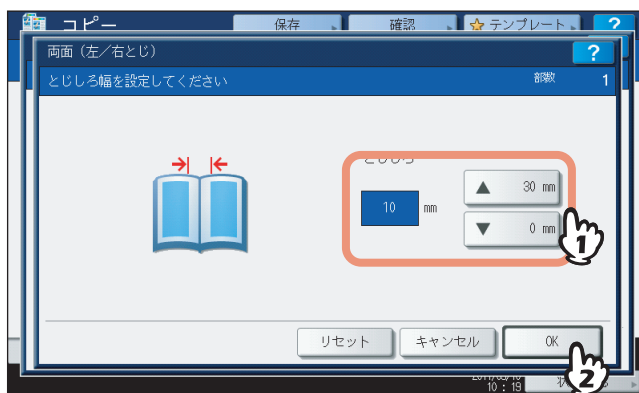 コピー
保存
確認
テンプレート
?
両面（左／右とじ）
?
とじしろ幅を設定してください
部数 1
10 mm
30 mm
0 mm
1
リセット
キャンセル
OK
2
10:19